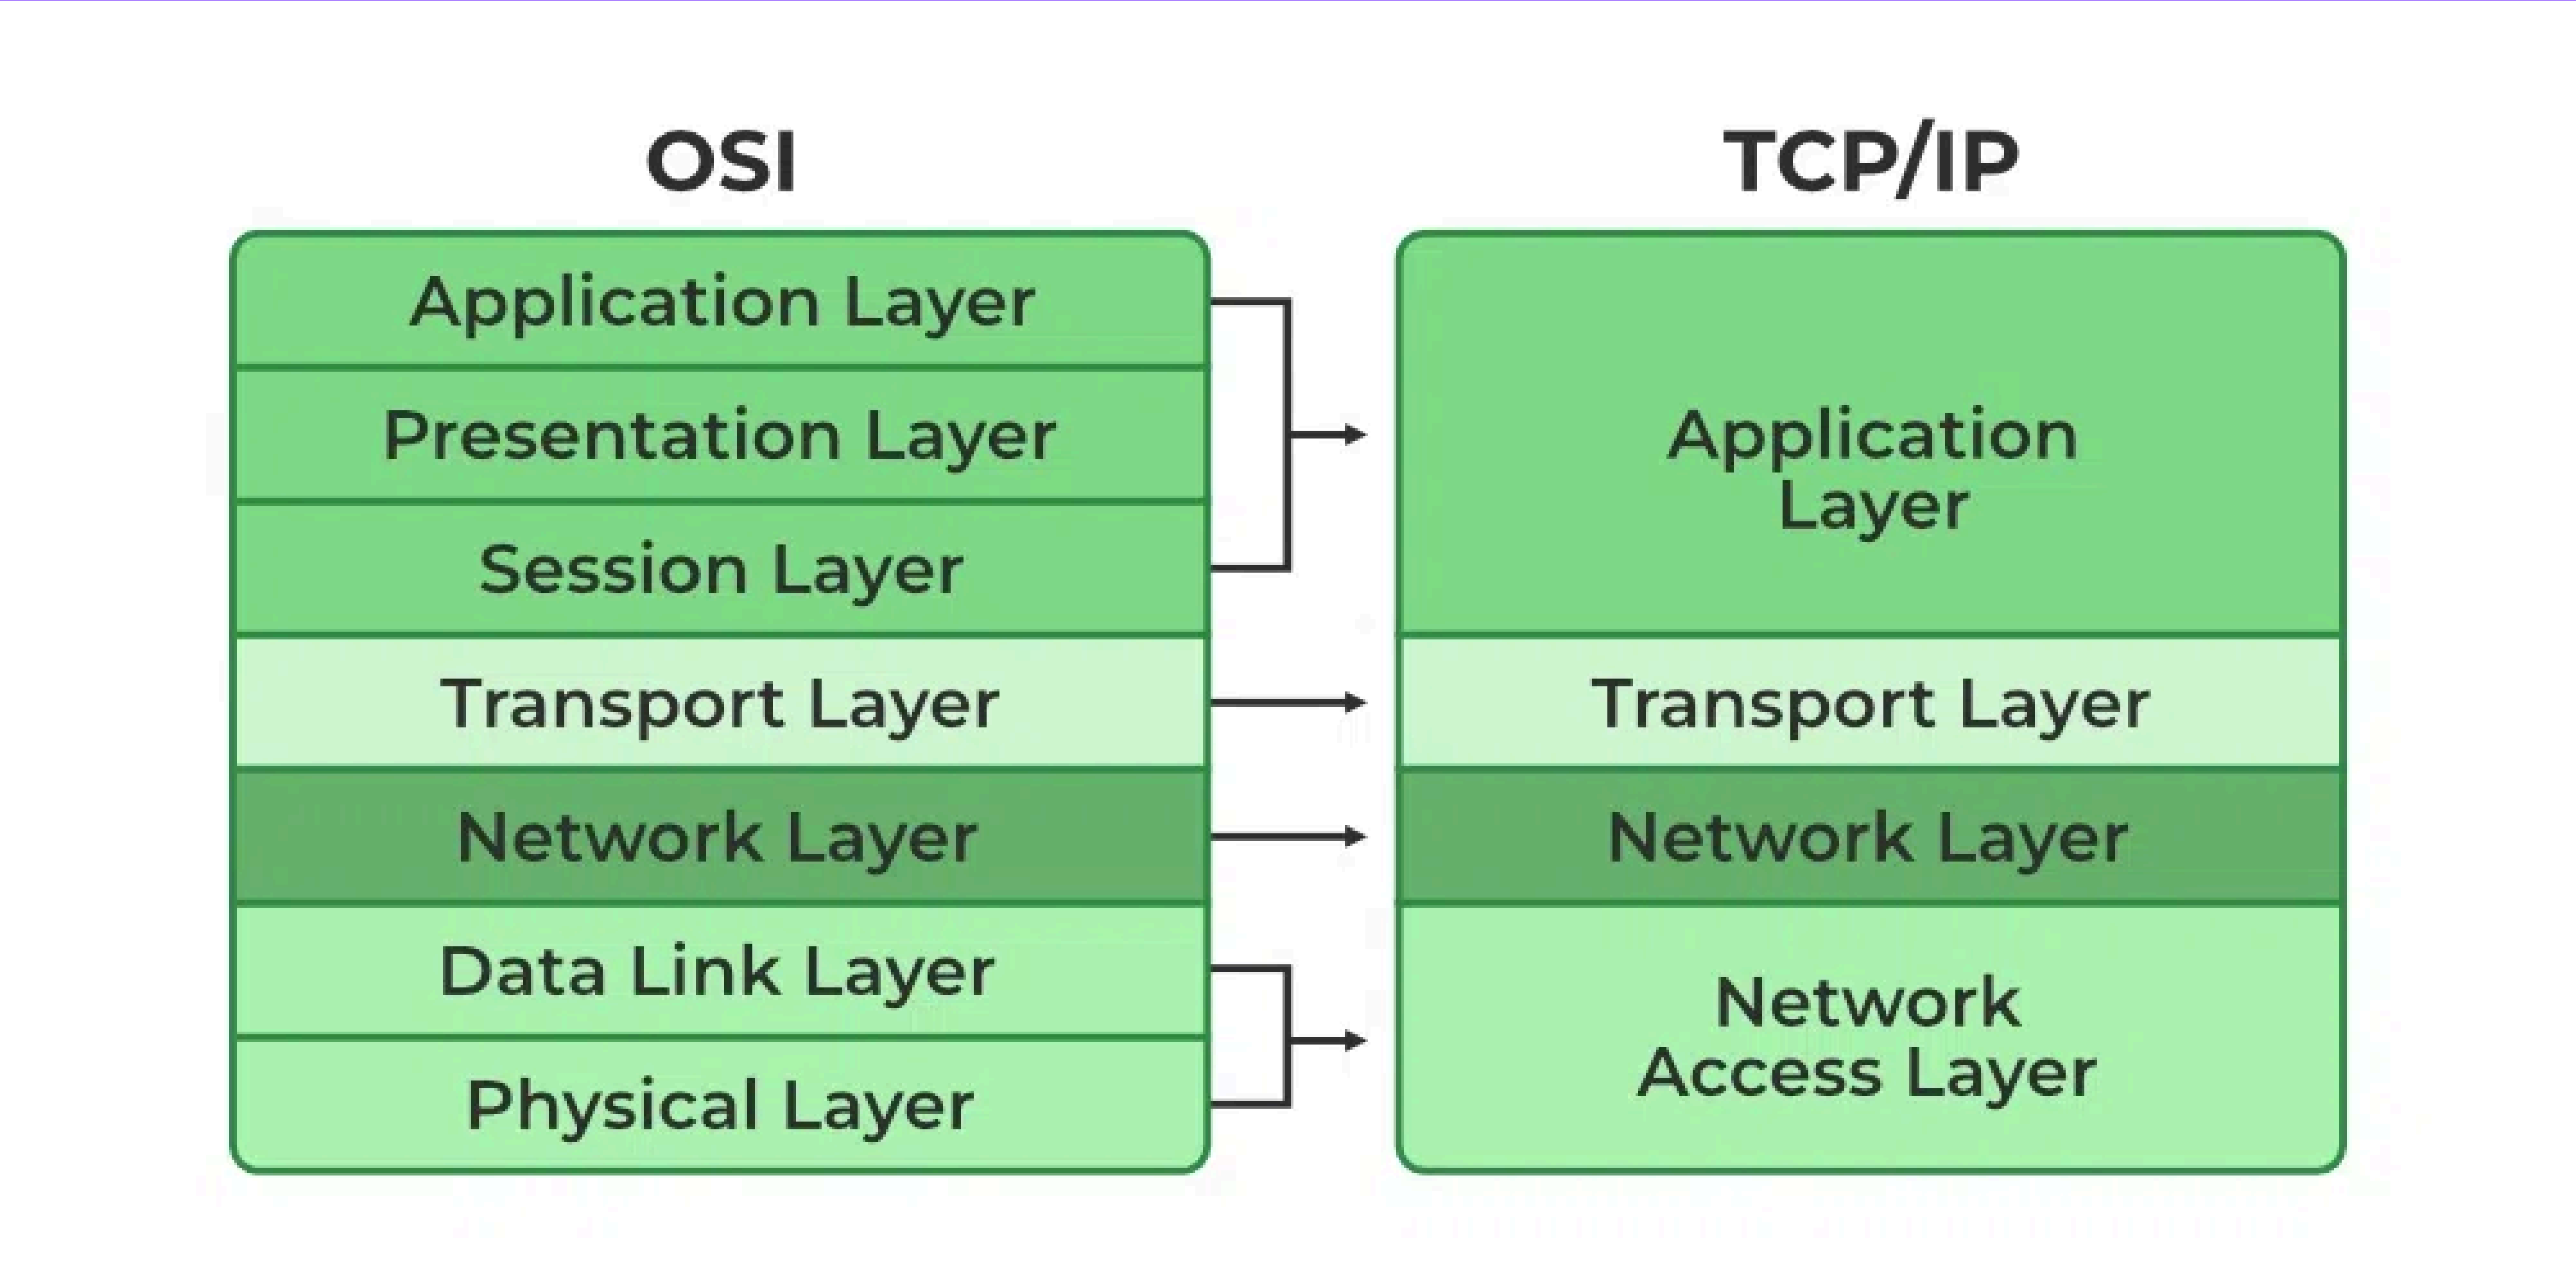 OSI
Application Layer
Presentation Layer
Session Layer
Transport Layer
Network Layer
Data Link Layer
Physical Layer
TCP/IP
Application
Layer
Transport Layer
Network Layer
Network
Access Layer